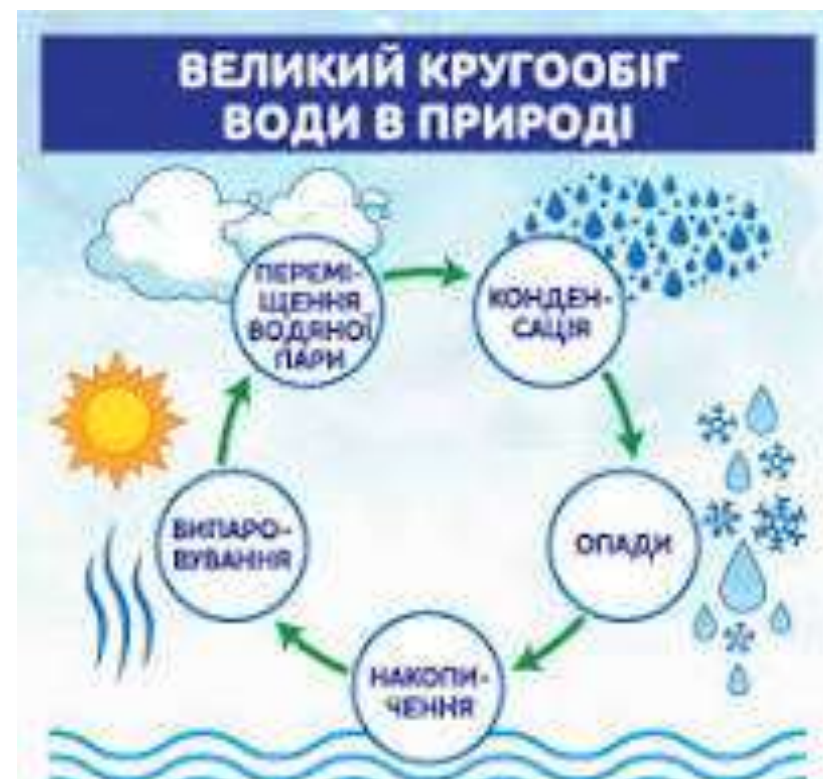 ВЕЛИКИЙ КРУГООБІГ
ВОДИ В ПРИРОДІ
ПЕРЕМІ-
ЩЕННЯ
ВОДЯНОЇ
ПАРИ
КОНДЕН-
САЦІЯ
ОПАДИ
НАКОПИ-
ЧЕННЯ
ВИПАРО-
ВУВАННЯ